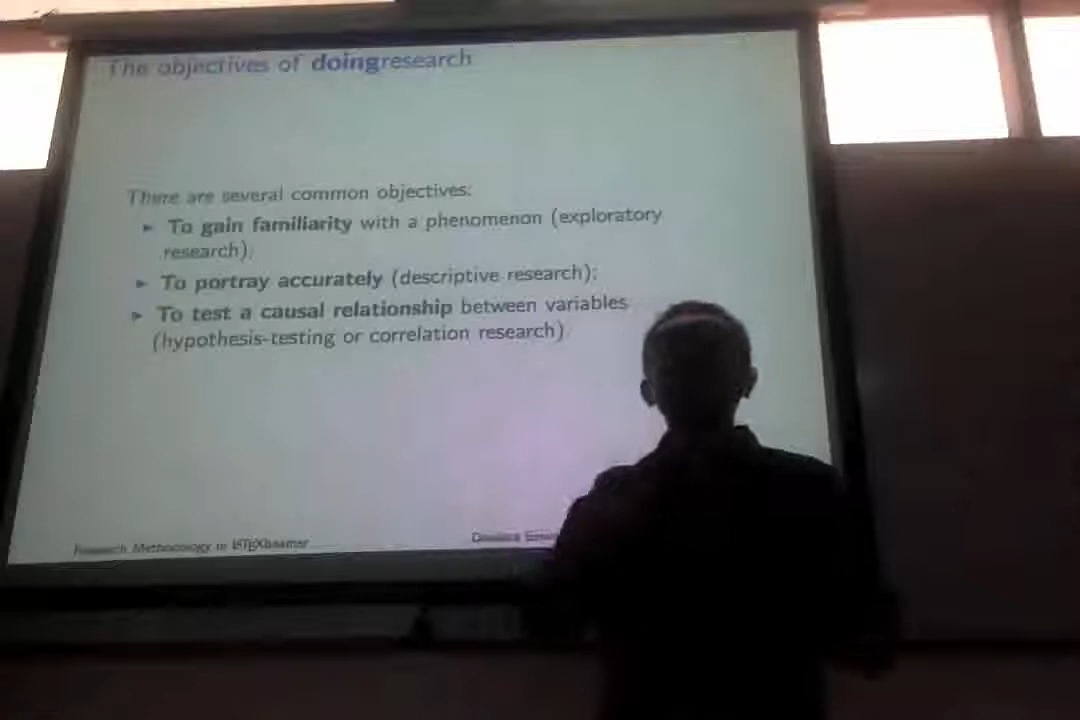 The objectives of doingresearch
There are several common objectives:
► To gain familiarity with a phenomenon (exploratory
research);
► To portray accurately (descriptive research);
► To test a causal relationship between variables
(hypothesis-testing or correlation research)
Research Methodology in LATEXbeamer